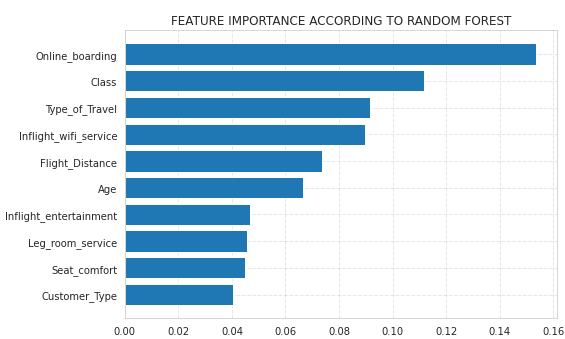 FEATURE IMPORTANCE ACCORDING TO RANDOM FOREST
Online_boarding
Class
Type_of_Travel
Inflight_wifi_service
Flight_Distance
Age
Inflight_entertainment
Leg_room_service
Seat_comfort
Customer_Type
0.00 0.02 0.04 0.06 0.08 0.10 0.12 0.14 0.16